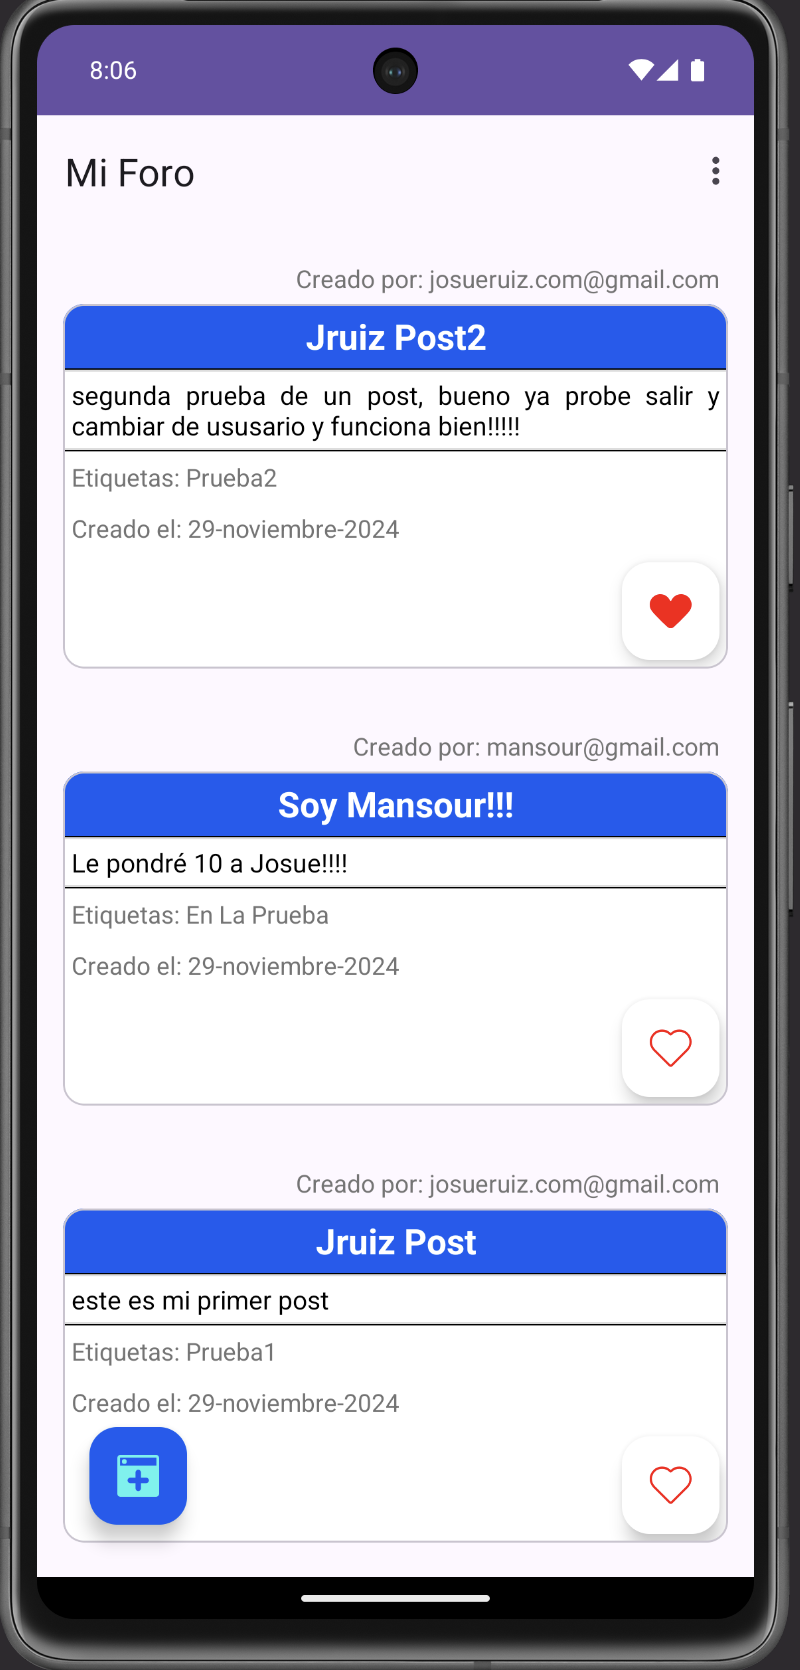 8:06
Mi Foro
Creado por: josueruiz.com@gmail.com
Jruiz Post2
segunda prueba de un post, bueno ya probe salir y
cambiar de ususario y funciona bien!!!!!
Etiquetas: Prueba2
Creado el: 29-noviembre-2024
Creado por: mansour@gmail.com
Soy Mansour!!!
Le pondré 10 a Josue!!!!
Etiquetas: En La Prueba
Creado el: 29-noviembre-2024
Creado por: josueruiz.com@gmail.com
Jruiz Post
este es mi primer post
Etiquetas: Prueba1
Creado el: 29-noviembre-2024